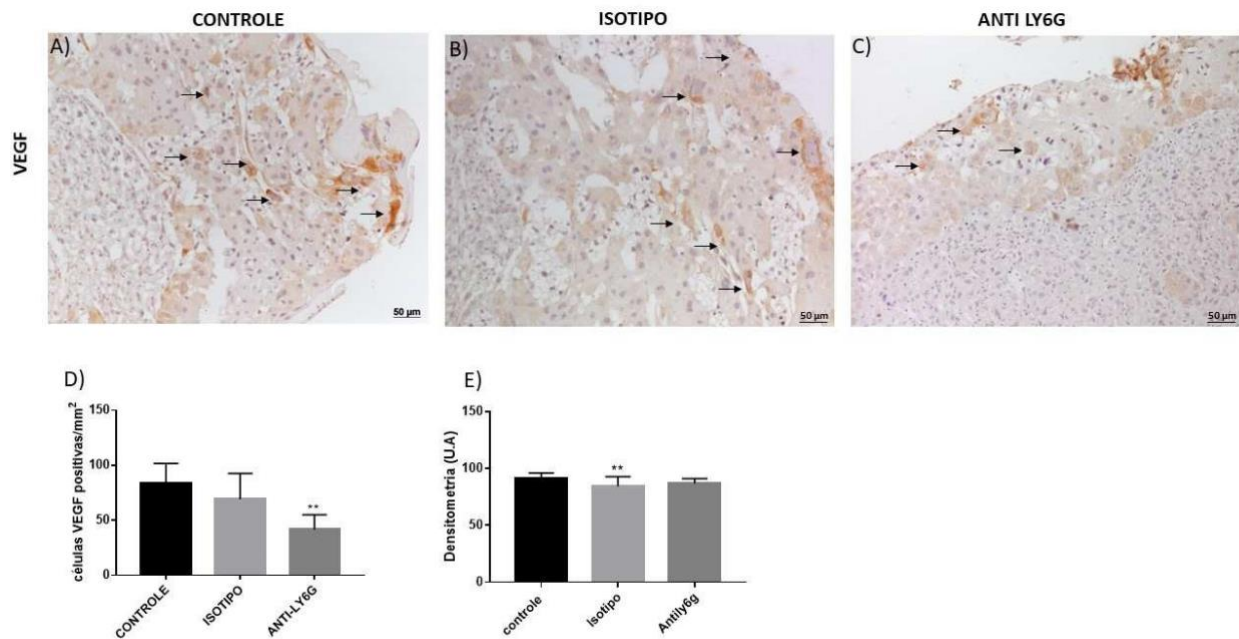 CONTROLE
ISOTIPO
ANTI LY6G
VEGF
A)
B)
C)
50 µm
50 µm
50 µm
D)
células VEGF positivas/mm²
150
100
50
0
**
CONTROLE
ISOTIPO
ANTI-LY6G
E)
Densitometria (U.A)
150
100
50
0
**
controle
Isotipo
Antily6g